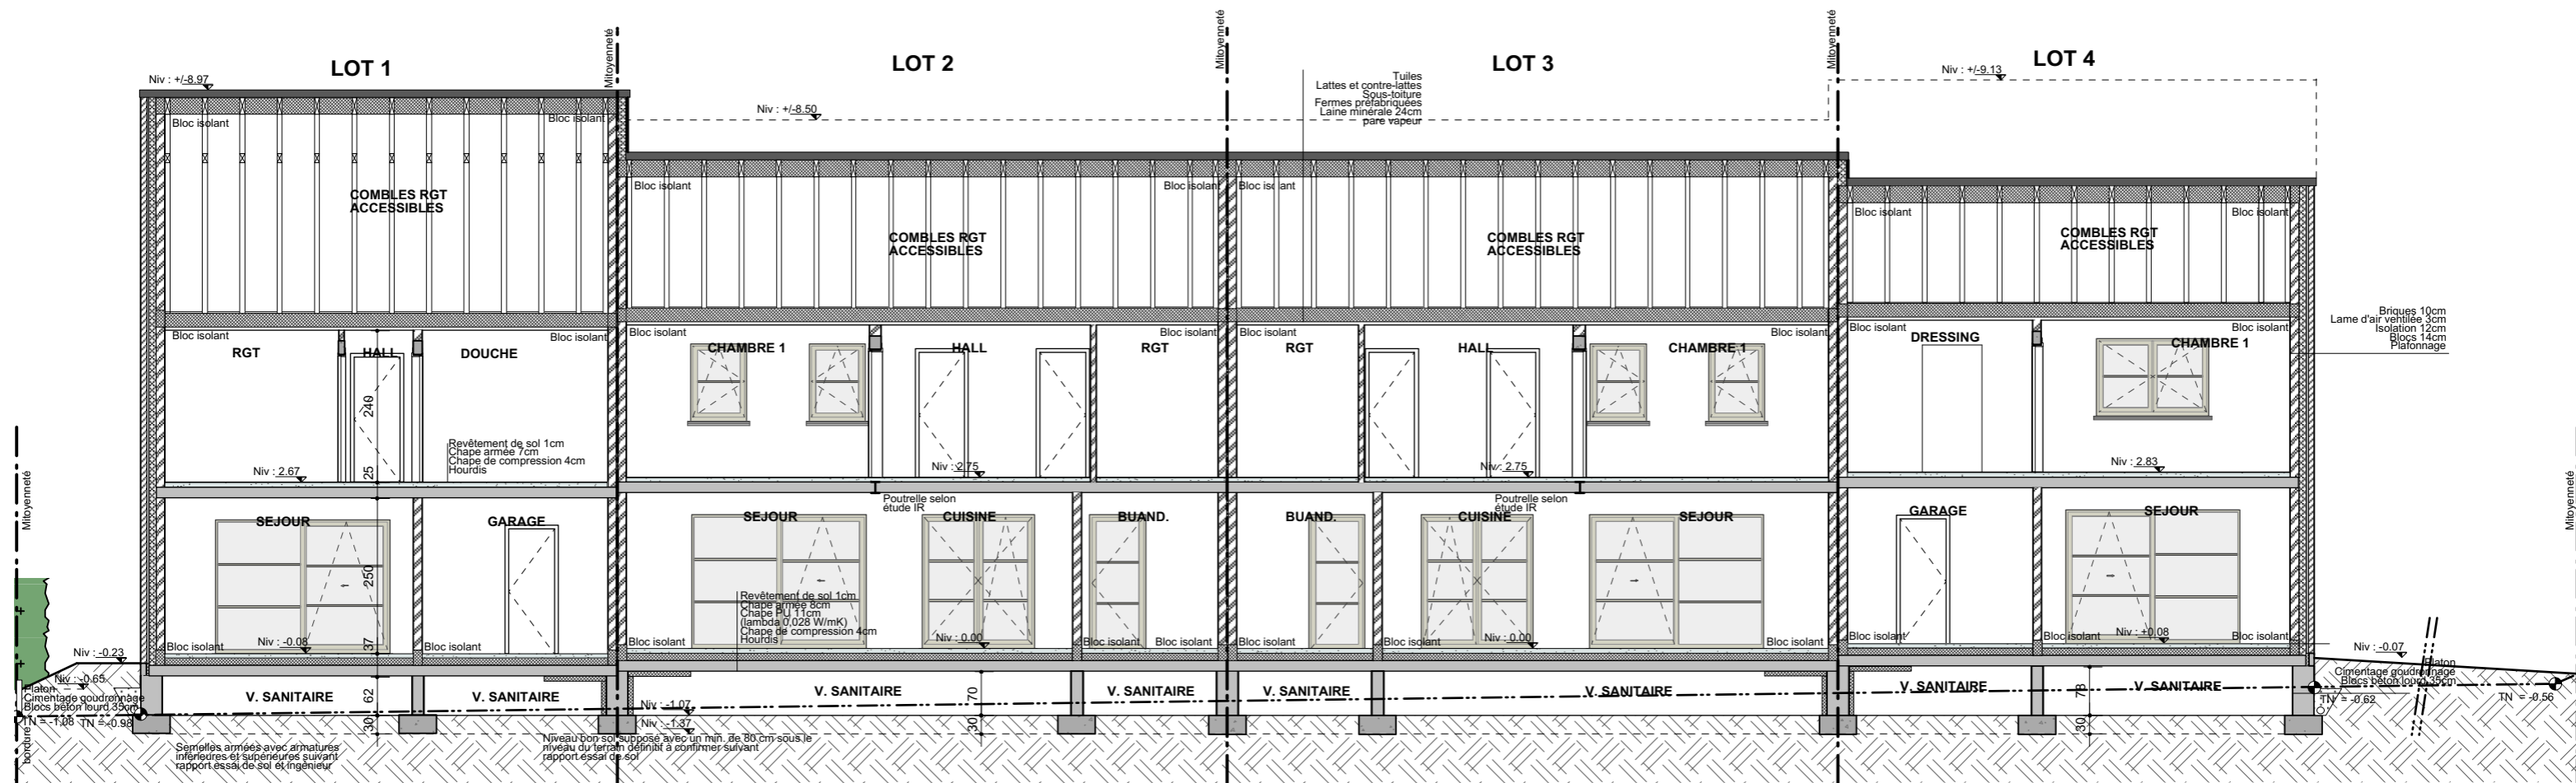 LOT 1
LOT 2
LOT 3
LOT 4
Mitoyenneté
Mitoyenneté
Mitoyenneté
Niv : +/-8.97
Niv : +/-8.50
Niv : +/-9.13
Tuiles
Lattes et contre-lattes
Sous-toiture
Fermes préfabriquées
Laine minérale 24cm
pare vapeur
Bloc isolant
Bloc isolant
Bloc isolant
Bloc isolant
Bloc isolant
Bloc isolant
Bloc isolant
COMBLES RGT
ACCESSIBLES
COMBLES RGT
ACCESSIBLES
COMBLES RGT
ACCESSIBLES
COMBLES RGT
ACCESSIBLES
Briques 10cm
Lame d'air ventilée 3cm
Isolation 12cm
Blocs 14cm
Plafonnage
Bloc isolant
Bloc isolant
Bloc isolant
Bloc isolant
Bloc isolant
Bloc isolant
Bloc isolant
Bloc isolant
RGT
HALL
DOUCHE
CHAMBRE 1
HALL
RGT
RGT
HALL
CHAMBRE 1
DRESSING
CHAMBRE 1
240
25
Revêtement de sol 1cm
Chape armée 7cm
Chape de compression 4cm
Hourdis
Niv : 2.67
Niv : 2.75
Niv : 2.75
Niv : 2.83
Mitoyenneté
Mitoyenneté
Poutrelle selon
étude IR
Poutrelle selon
étude IR
SEJOUR
GARAGE
SEJOUR
CUISINE
BUAND.
BUAND.
CUISINE
SEJOUR
GARAGE
SEJOUR
250
37
Revêtement de sol 1cm
Chape armée 8cm
Chape PU 11cm
(lambda 0,028 W/mK)
Chape de compression 4cm
Hourdis
Bloc isolant
Niv : -0.08
Bloc isolant
Bloc isolant
Niv : 0.00
Bloc isolant
Bloc isolant
Bloc isolant
Niv : 0.00
Bloc isolant
Bloc isolant
Bloc isolant
Niv : +0.08
Bloc isolant
Niv : -0.23
Niv : -0.65
Platon
Cimentage goudronnage
Blocs béton lourd 35cm
TN = -1.08
TN = -0.98
bordure
Niv : -0.07
Platon
Cimentage goudronnage
Blocs béton lourd 35cm
TN = -0.62
TN = -0.56
V. SANITAIRE
V. SANITAIRE
V. SANITAIRE
V. SANITAIRE
V. SANITAIRE
V. SANITAIRE
V. SANITAIRE
V. SANITAIRE
62
30
70
30
78
30
Niv : -1.07
Niv : -1.37
Semelles armées avec armatures
inférieures et supérieures suivant
rapport essai de sol et ingénieur
Niveau bon sol supposé avec un min. de 80 cm sous le
niveau du terrain définitif à confirmer suivant
rapport essai de sol